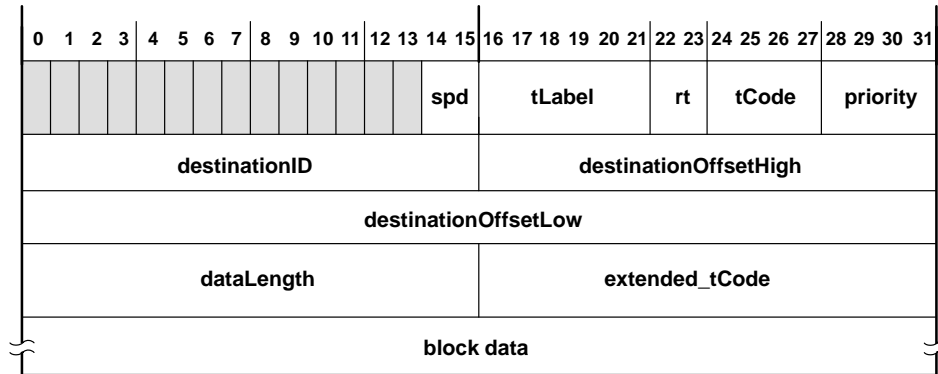 0 1 2 3 4 5 6 7 8 9 10 11 12 13 14 15 16 17 18 19 20 21 22 23 24 25 26 27 28 29 30 31
spd tLabel rt tCode priority
destinationID destinationOffsetHigh
destinationOffsetLow
dataLength extended_tCode
block data